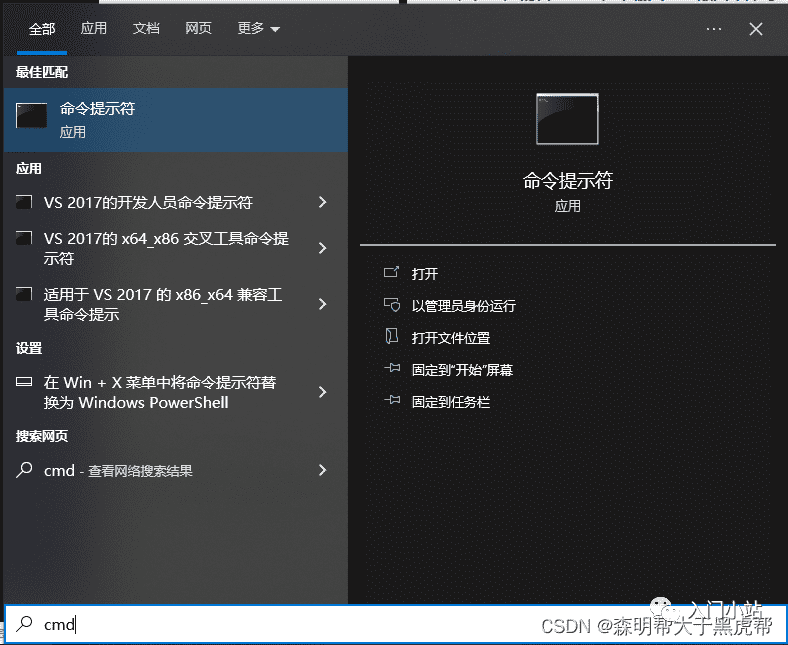 全部 应用 文档 网页 更多
最佳匹配
命令提示符
应用
应用
VS 2017的开发人员命令提示符
VS 2017的 x64_x86 交叉工具命令提
示符
适用于 VS 2017 的 x86_x64 兼容工
具命令提示
设置
在 Win + X 菜单中将命令提示符替
换为 Windows PowerShell
搜索网页
cmd - 查看网络搜索结果
命令提示符
应用
打开
以管理员身份运行
打开文件位置
固定到“开始”屏幕
固定到任务栏
cmd
入门小站
CSDN @森明帮大于黑虎帮